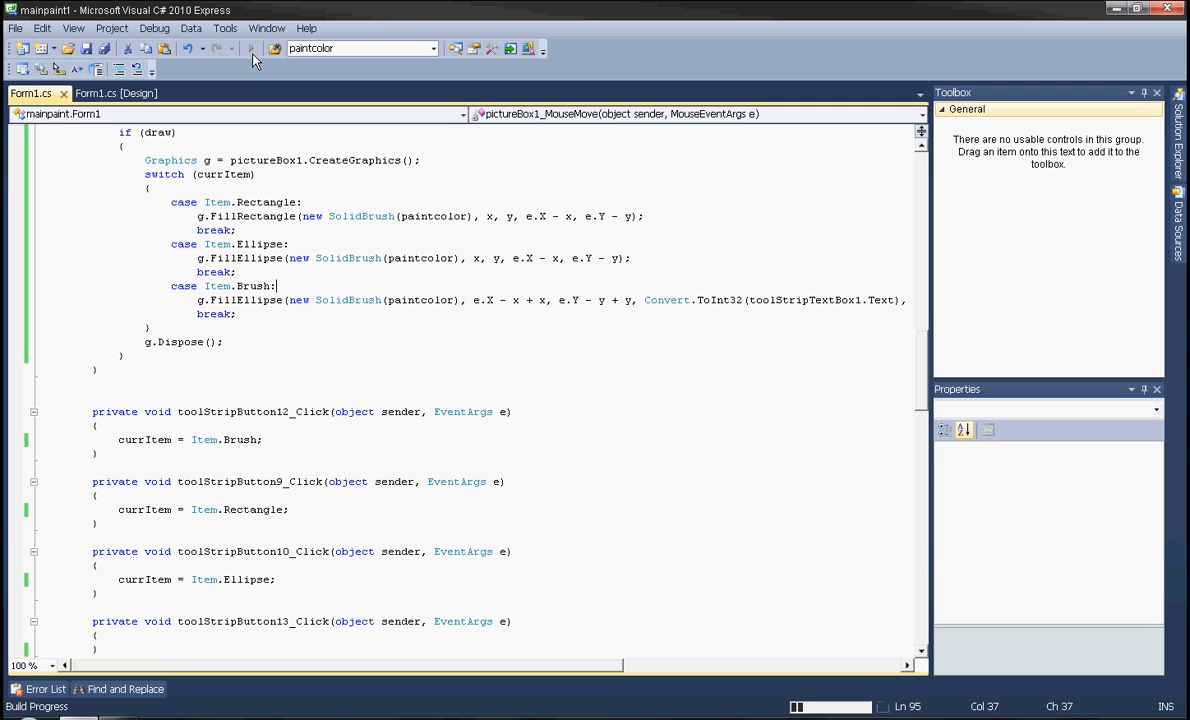 mainpaint1 - Microsoft Visual C# 2010 Express
File Edit View Project Debug Data Tools Window Help
paintcolor
Form1.cs Form1.cs [Design]
mainpaint.Form1 pictureBox1_MouseMove(object sender, MouseEventArgs e)
if (draw)
{
Graphics g = pictureBox1.CreateGraphics();
switch (currItem)
{
case Item.Rectangle:
g.FillRectangle(new SolidBrush(paintcolor), x, y, e.X - x, e.Y - y);
break;
case Item.Ellipse:
g.FillEllipse(new SolidBrush(paintcolor), x, y, e.X - x, e.Y - y);
break;
case Item.Brush:
g.FillEllipse(new SolidBrush(paintcolor), e.X - x + x, e.Y - y + y, Convert.ToInt32(toolStripTextBox1.Text),
break;
}
g.Dispose();
}
}
private void toolStripButton12_Click(object sender, EventArgs e)
{
currItem = Item.Brush;
}
private void toolStripButton9_Click(object sender, EventArgs e)
{
currItem = Item.Rectangle;
}
private void toolStripButton10_Click(object sender, EventArgs e)
{
currItem = Item.Ellipse;
}
private void toolStripButton13_Click(object sender, EventArgs e)
{
}
100 %
Toolbox
General
There are no usable controls in this group.
Drag an item onto this text to add it to the
toolbox.
Properties
Solution Explorer
Data Sources
Error List Find and Replace
Build Progress Ln 95 Col 37 Ch 37 INS